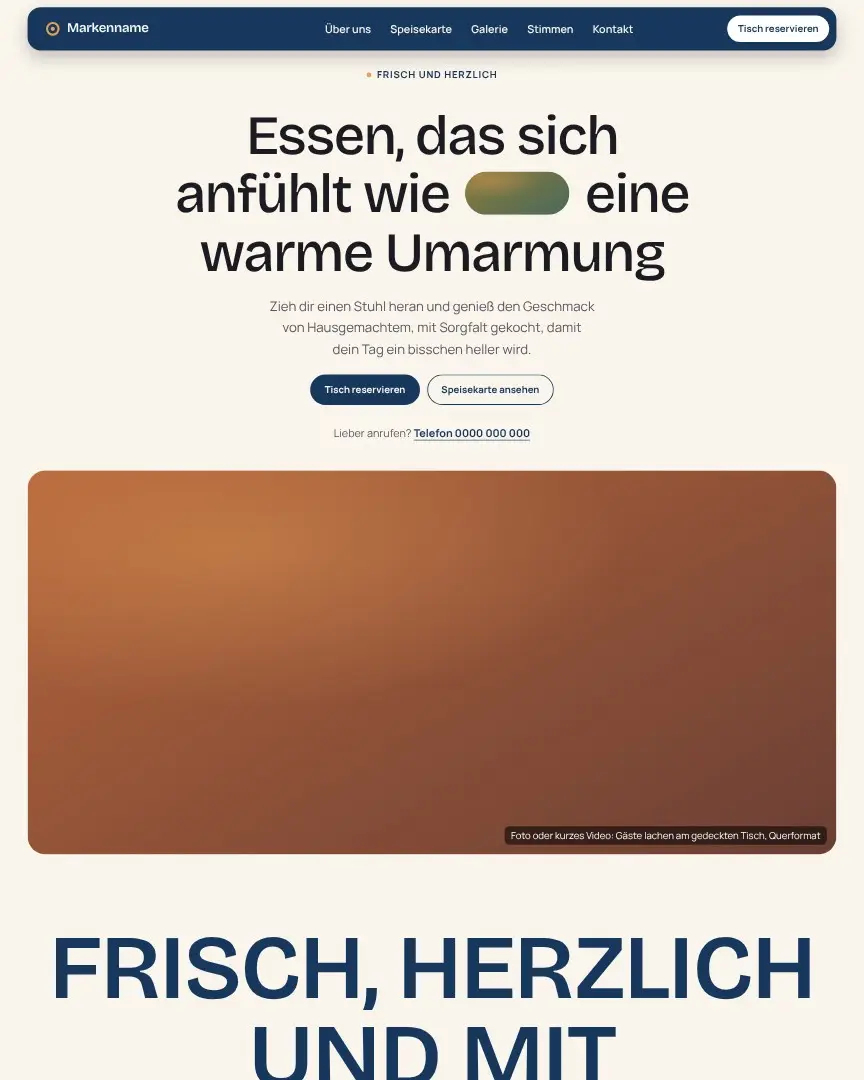 Markenname
Über uns
Speisekarte
Galerie
Stimmen
Kontakt
Tisch reservieren
FRISCH UND HERZLICH
Essen, das sich
anfühlt wie eine
warme Umarmung
Zieh dir einen Stuhl heran und genieß den Geschmack
von Hausgemachtem, mit Sorgfalt gekocht, damit
dein Tag ein bisschen heller wird.
Tisch reservieren
Speisekarte ansehen
Lieber anrufen? Telefon 0000 000 000
Foto oder kurzes Video: Gäste lachen am gedeckten Tisch, Querformat
FRISCH, HERZLICH
UND MIT